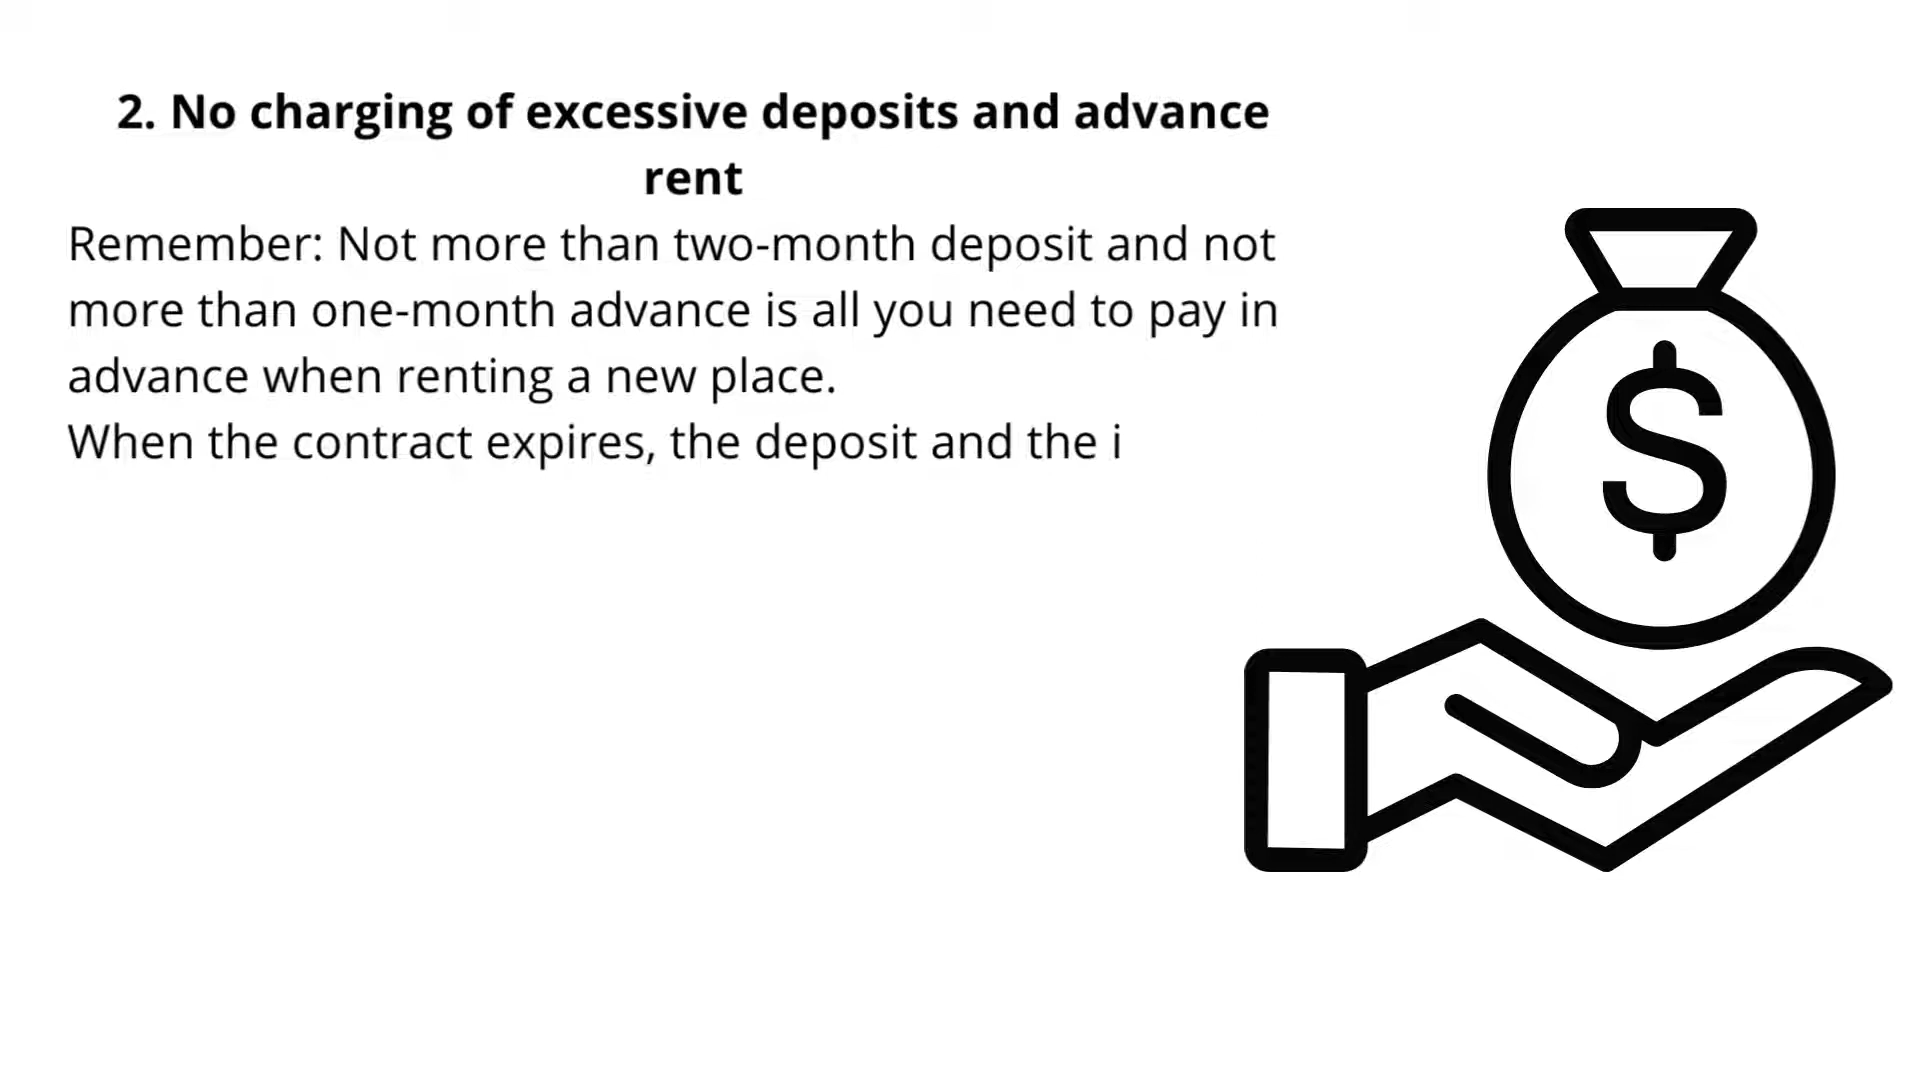 2. No charging of excessive deposits and advance
rent
Remember: Not more than two-month deposit and not
more than one-month advance is all you need to pay in
advance when renting a new place.
When the contract expires, the deposit and the i
$